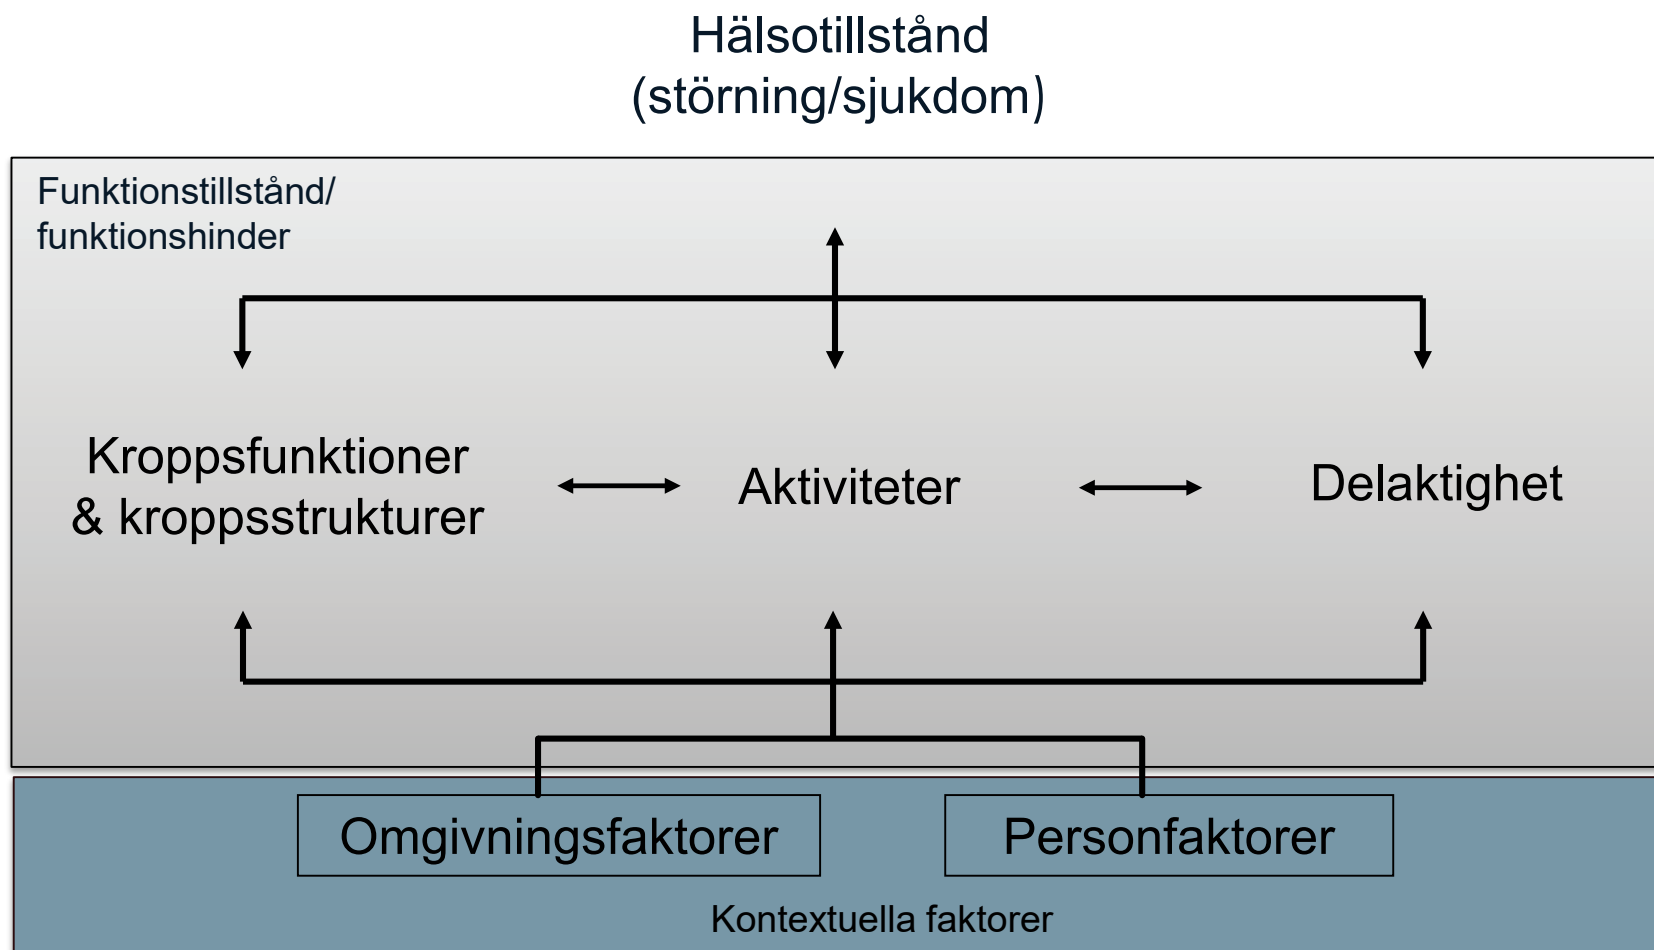 Hälsotillstånd
(störning/sjukdom)
Funktionstillstånd/
funktionshinder
Kroppsfunktioner
& kroppsstrukturer
Aktiviteter
Delaktighet
Omgivningsfaktorer
Personfaktorer
Kontextuella faktorer